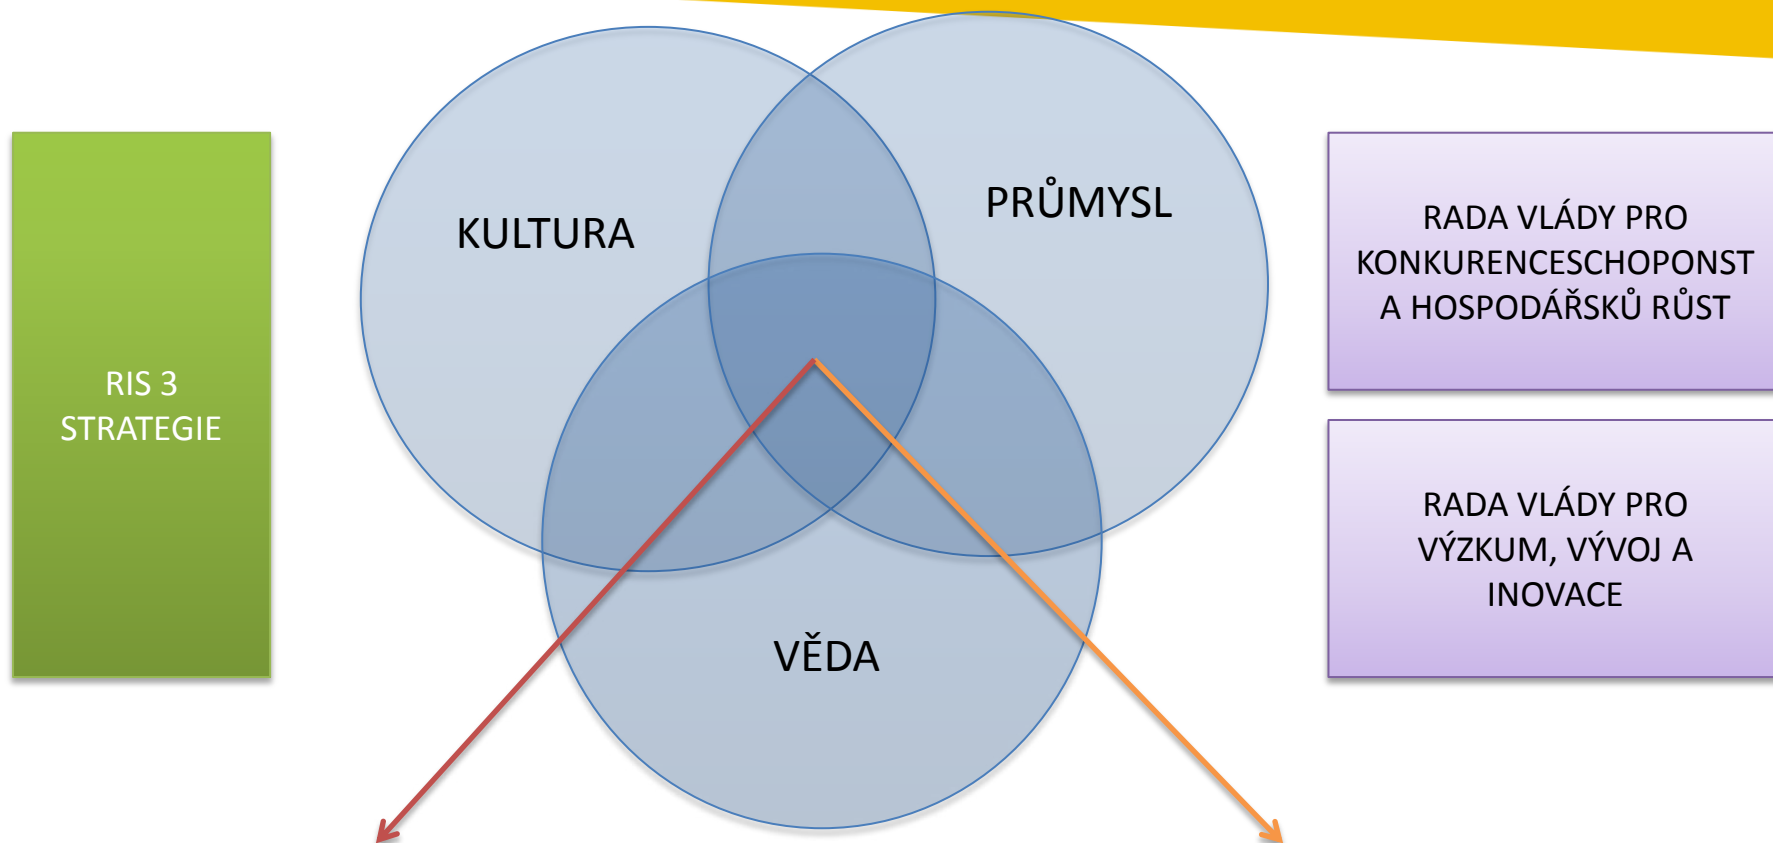 KULTURA
PRŮMYSL
VĚDA
RIS 3
STRATEGIE
RADA VLÁDY PRO
KONKURENCESCHOPONST
A HOSPODÁŘSKŮ RŮST
RADA VLÁDY PRO
VÝZKUM, VÝVOJ A
INOVACE